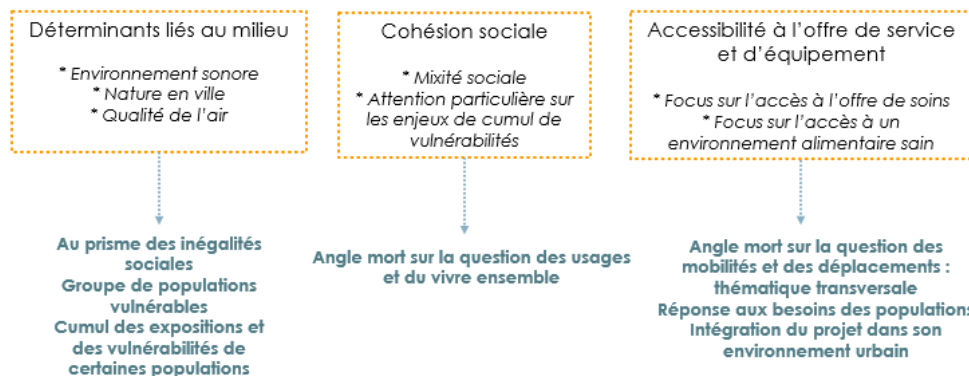 Déterminants liés au milieu
* Environnement sonore
* Nature en ville
* Qualité de l'air
Au prisme des inégalités
sociales
Groupe de populations
vulnérables
Cumul des expositions et
des vulnérabilités de
certaines populations
Cohésion sociale
* Mixité sociale
* Attention particulière sur
les enjeux de cumul de
vulnérabilités
Angle mort sur la question des usages
et du vivre ensemble
Accessibilité à l'offre de service
et d'équipement
* Focus sur l'accès à l'offre de soins
* Focus sur l'accès à un
environnement alimentaire sain
Angle mort sur la question des
mobilités et des déplacements :
thématique transversale
Réponse aux besoins des populations
Intégration du projet dans son
environnement urbain